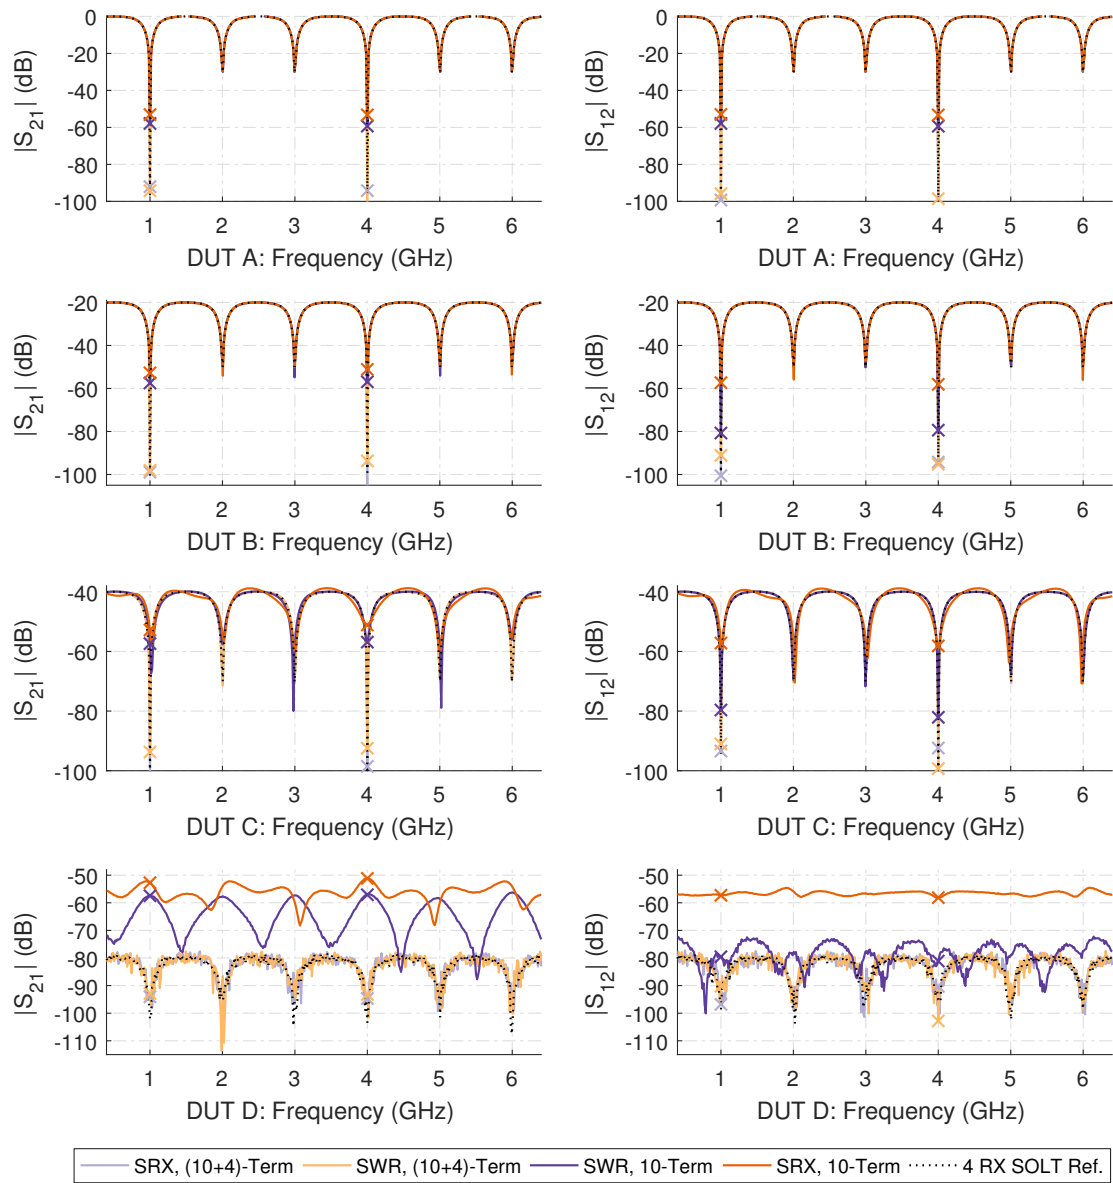 0
-20
-40
-60
-80
-100
|S21| (dB)
1 2 3 4 5 6
DUT A: Frequency (GHz)
0
-20
-40
-60
-80
-100
|S12| (dB)
1 2 3 4 5 6
DUT A: Frequency (GHz)
-20
-40
-60
-80
-100
|S21| (dB)
1 2 3 4 5 6
DUT B: Frequency (GHz)
-20
-40
-60
-80
-100
|S12| (dB)
1 2 3 4 5 6
DUT B: Frequency (GHz)
-40
-60
-80
-100
|S21| (dB)
1 2 3 4 5 6
DUT C: Frequency (GHz)
-40
-60
-80
-100
|S12| (dB)
1 2 3 4 5 6
DUT C: Frequency (GHz)
-50
-60
-70
-80
-90
-100
-110
|S21| (dB)
1 2 3 4 5 6
DUT D: Frequency (GHz)
-50
-60
-70
-80
-90
-100
-110
|S12| (dB)
1 2 3 4 5 6
DUT D: Frequency (GHz)
SRX, (10+4)-Term SWR, (10+4)-Term SWR, 10-Term SRX, 10-Term 4 RX SOLT Ref.